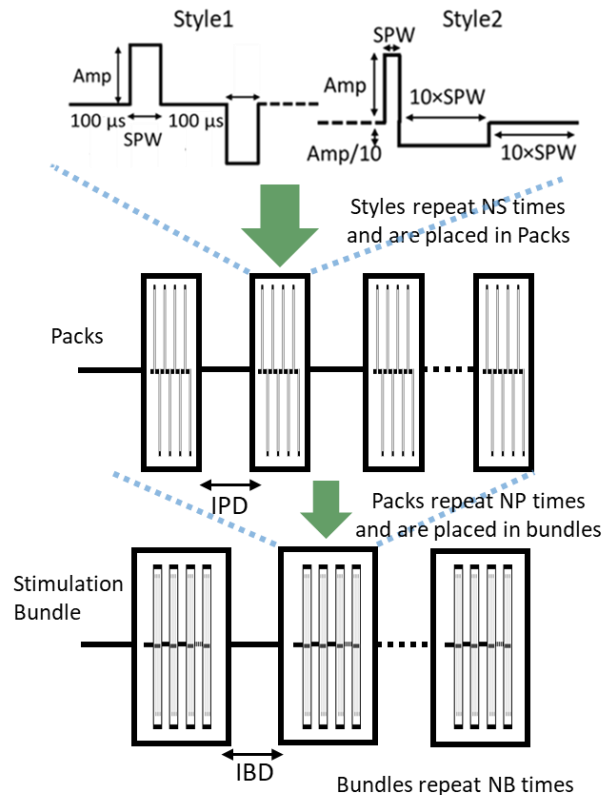 Style1
Style2
SPW
Amp
Amp
10×SPW
100 µs
100 µs
SPW
Amp/10
10×SPW
Styles repeat NS times
and are placed in Packs
Packs
IPD
Packs repeat NP times
and are placed in bundles
Stimulation
Bundle
IBD
Bundles repeat NB times